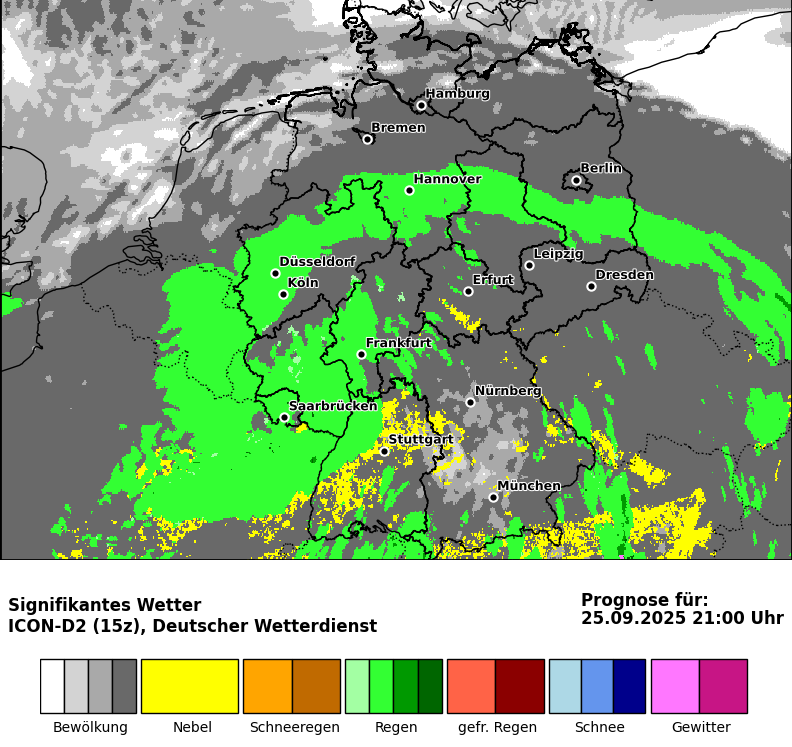 Hamburg
Bremen
Berlin
Hannover
Leipzig
Düsseldorf
Dresden
Köln
Erfurt
Frankfurt
Nürnberg
Saarbrücken
Stuttgart
München
Signifikantes Wetter
ICON-D2 (15z), Deutscher Wetterdienst
Prognose für:
25.09.2025 21:00 Uhr
Bewölkung
Nebel
Schneeregen
Regen
gefr. Regen
Schnee
Gewitter